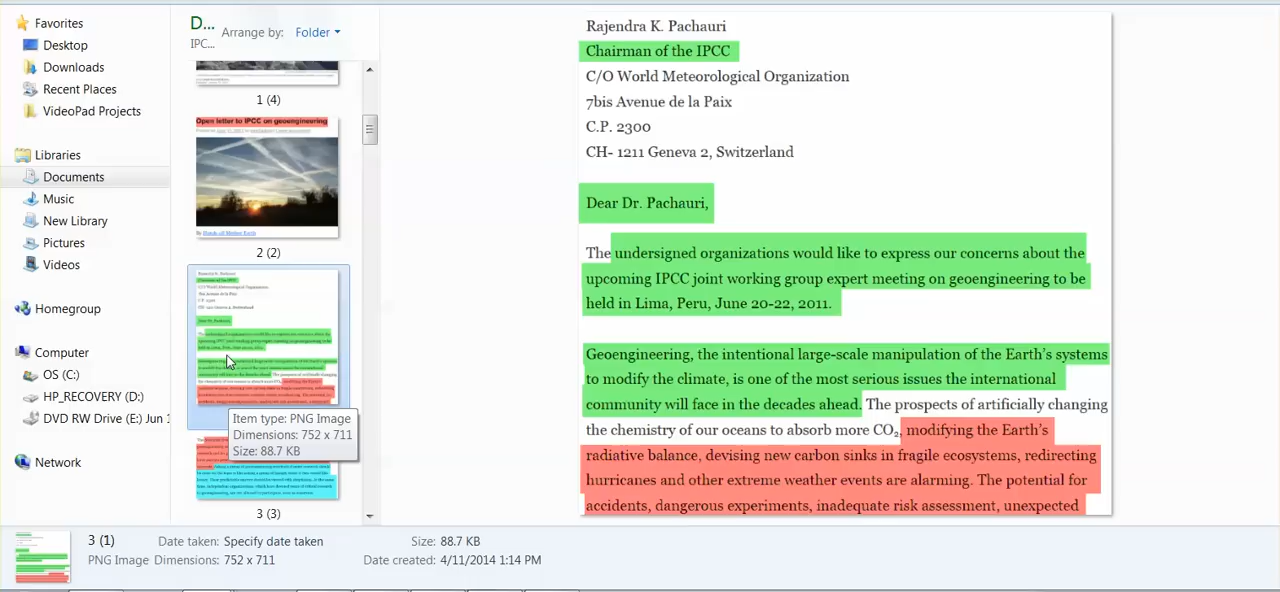 Favorites
Desktop
Downloads
Recent Places
VideoPad Projects
Libraries
Documents
Music
New Library
Pictures
Videos
Homegroup
Computer
OS (C:)
HP_RECOVERY (D:)
DVD RW Drive (E:) Jun 1
Network
D...
IPC...
Arrange by: Folder
1 (4)
Open letter to IPCC on geoengineering
2 (2)
Item type: PNG Image
Dimensions: 752 x 711
Size: 88.7 KB
3 (3)
Rajendra K. Pachauri
Chairman of the IPCC
C/O World Meteorological Organization
7bis Avenue de la Paix
C.P. 2300
CH- 1211 Geneva 2, Switzerland
Dear Dr. Pachauri,
The undersigned organizations would like to express our concerns about the
upcoming IPCC joint working group expert meeting on geoengineering to be
held in Lima, Peru, June 20-22, 2011.
Geoengineering, the intentional large-scale manipulation of the Earth's systems
to modify the climate, is one of the most serious issues the international
community will face in the decades ahead. The prospects of artificially changing
the chemistry of our oceans to absorb more CO₂, modifying the Earth's
radiative balance, devising new carbon sinks in fragile ecosystems, redirecting
hurricanes and other extreme weather events are alarming. The potential for
accidents, dangerous experiments, inadequate risk assessment, unexpected
3 (1)
Date taken: Specify date taken
Size: 88.7 KB
PNG Image Dimensions: 752 x 711
Date created: 4/11/2014 1:14 PM